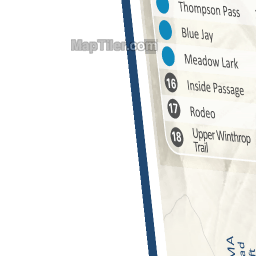 Thompson Pass
Blue Jay
MapTiler.com
Meadow Lark
16 Inside Passage
17 Rodeo
18 Upper Winthrop
Trail